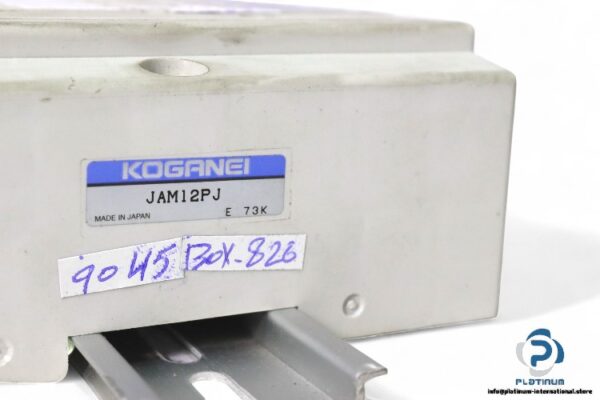 KOGANEI
JAM12PJ
MADE IN JAPAN E 73K
9045 BOX-826
PLATINUM
info@platinum-international.store